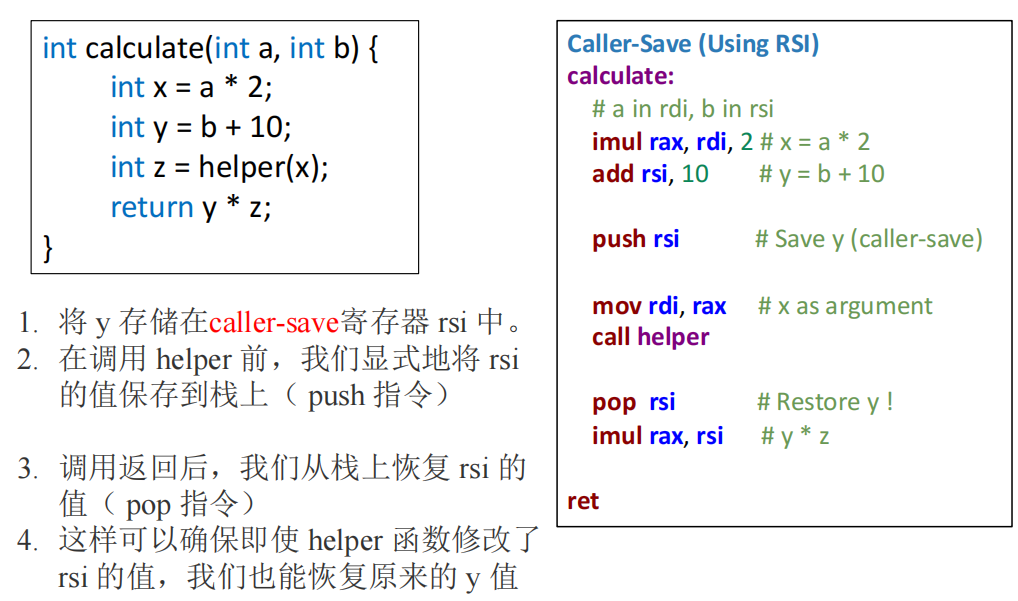 int calculate(int a, int b) {
int x = a * 2;
int y = b + 10;
int z = helper(x);
return y * z;
}
1. 将 y 存储在caller-save寄存器 rsi 中。
2. 在调用 helper 前，我们显式地将 rsi
的值保存到栈上（ push 指令）
3. 调用返回后，我们从栈上恢复 rsi 的
值（ pop 指令）
4. 这样可以确保即使 helper 函数修改了
rsi 的值，我们也能恢复原来的 y 值
Caller-Save (Using RSI)
calculate:
# a in rdi, b in rsi
imul rax, rdi, 2 # x = a * 2
add rsi, 10 # y = b + 10
push rsi # Save y (caller-save)
mov rdi, rax # x as argument
call helper
pop rsi # Restore y !
imul rax, rsi # y * z
ret